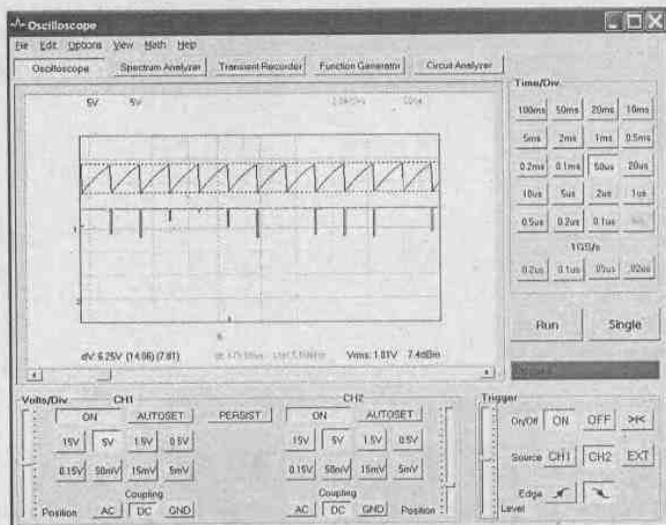 Oscilloscope
File Edit Options View Math Help
Oscilloscope Spectrum Analyzer Transient Recorder Function Generator Circuit Analyzer
5V 5V
Time/Div.
100ms 50ms 20ms 10ms
5ms 2ms 1ms 0.5ms
0.2ms 0.1ms 50us 20us
10us 5us 2us 1us
0.5us 0.2us 0.1us
1GS/s
0.2us 0.1us .05us .02us
Run Single
1
2
dV: 6.25V (14.06) (7.81) Vrms: 1.81V 7.4dBm
Volts/Div. CH1 CH2 Trigger
ON AUTOSET PERSIST ON AUTOSET On/Off ON OFF >|<
15V 5V 1.5V 0.5V 15V 5V 1.5V 0.5V
Source CH1 CH2 EXT
0.15V 50mV 15mV 5mV 0.15V 50mV 15mV 5mV
Coupling Coupling Edge
Position AC DC GND AC DC GND Position Level